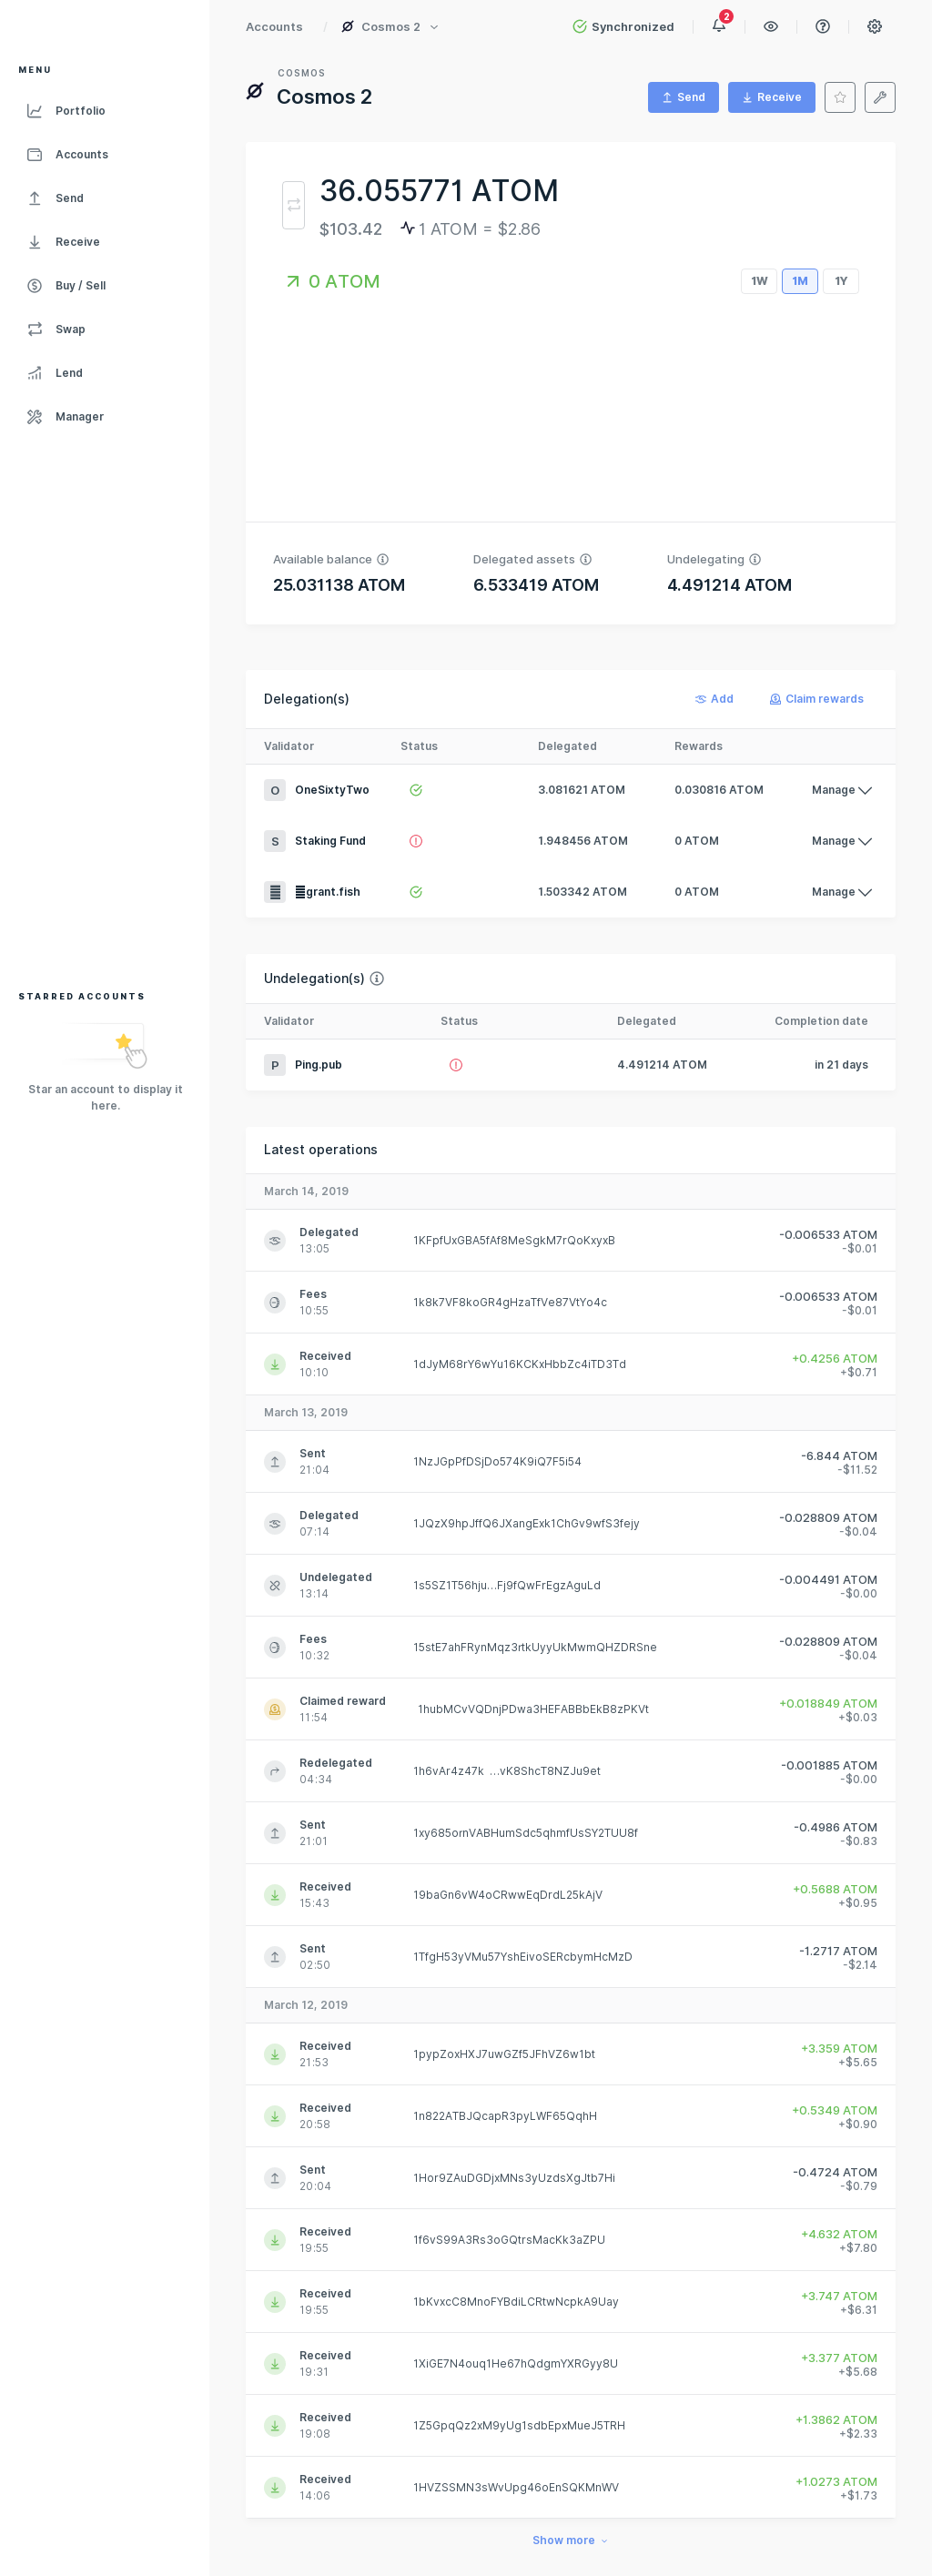 Accounts / Cosmos 2
Synchronized
2
MENU
Portfolio
Accounts
Send
Receive
Buy / Sell
Swap
Lend
Manager
STARRED ACCOUNTS
Star an account to display it
here.
COSMOS
Cosmos 2
Send
Receive
36.055771 ATOM
$103.42 1 ATOM = $2.86
0 ATOM
1W 1M 1Y
Available balance Delegated assets Undelegating
25.031138 ATOM 6.533419 ATOM 4.491214 ATOM
Delegation(s) Add Claim rewards
Validator Status Delegated Rewards
O OneSixtyTwo 3.081621 ATOM 0.030816 ATOM Manage
S Staking Fund 1.948456 ATOM 0 ATOM Manage
grant.fish 1.503342 ATOM 0 ATOM Manage
Undelegation(s)
Validator Status Delegated Completion date
P Ping.pub 4.491214 ATOM in 21 days
Latest operations
March 14, 2019
Delegated 1KFpfUxGBA5fAf8MeSgkM7rQoKxyxB -0.006533 ATOM
13:05 -$0.01
Fees 1k8k7VF8koGR4gHzaTfVe87VtYo4c -0.006533 ATOM
10:55 -$0.01
Received 1dJyM68rY6wYu16KCKxHbbZc4iTD3Td +0.4256 ATOM
10:10 +$0.71
March 13, 2019
Sent 1NzJGpPfDSjDo574K9iQ7F5i54 -6.844 ATOM
21:04 -$11.52
Delegated 1JQzX9hpJffQ6JXangExk1ChGv9wfS3fejy -0.028809 ATOM
07:14 -$0.04
Undelegated 1s5SZ1T56hju…Fj9fQwFrEgzAguLd -0.004491 ATOM
13:14 -$0.00
Fees 15stE7ahFRynMqz3rtkUyyUkMwmQHZDRSne -0.028809 ATOM
10:32 -$0.04
Claimed reward 1hubMCvVQDnjPDwa3HEFABBbEkB8zPKVt +0.018849 ATOM
11:54 +$0.03
Redelegated 1h6vAr4z47k …vK8ShcT8NZJu9et -0.001885 ATOM
04:34 -$0.00
Sent 1xy685ornVABHumSdc5qhmfUsSY2TUU8f -0.4986 ATOM
21:01 -$0.83
Received 19baGn6vW4oCRwwEqDrdL25kAjV +0.5688 ATOM
15:43 +$0.95
Sent 1TfgH53yVMu57YshEivoSERcbymHcMzD -1.2717 ATOM
02:50 -$2.14
March 12, 2019
Received 1pypZoxHXJ7uwGZf5JFhVZ6w1bt +3.359 ATOM
21:53 +$5.65
Received 1n822ATBJQcapR3pyLWF65QqhH +0.5349 ATOM
20:58 +$0.90
Sent 1Hor9ZAuDGDjxMNs3yUzdsXgJtb7Hi -0.4724 ATOM
20:04 -$0.79
Received 1f6vS99A3Rs3oGQtrsMacKk3aZPU +4.632 ATOM
19:55 +$7.80
Received 1bKvxcC8MnoFYBdiLCRtwNcpkA9Uay +3.747 ATOM
19:55 +$6.31
Received 1XiGE7N4ouq1He67hQdgmYXRGyy8U +3.377 ATOM
19:31 +$5.68
Received 1Z5GpqQz2xM9yUg1sdbEpxMueJ5TRH +1.3862 ATOM
19:08 +$2.33
Received 1HVZSSMN3sWvUpg46oEnSQKMnWV +1.0273 ATOM
14:06 +$1.73
Show more